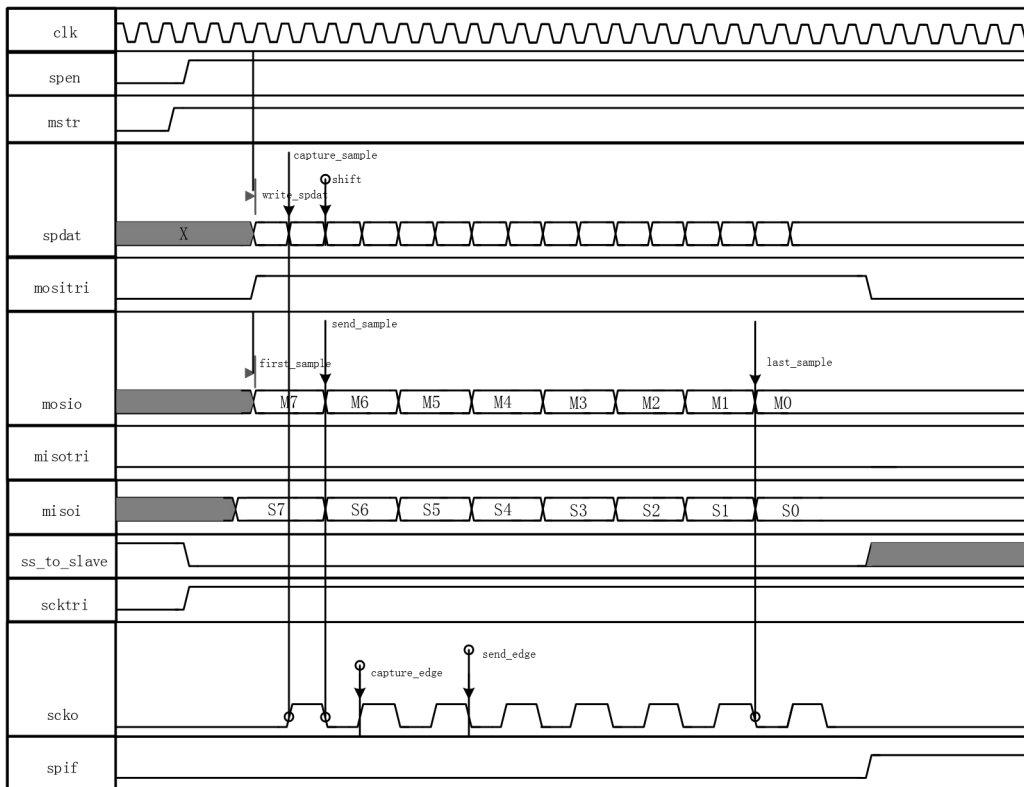 clk
spen
mstr
capture_sample
shift
write_spdat
spdat
X
mositri
send_sample
first_sample
last_sample
mosio
M7 M6 M5 M4 M3 M2 M1 M0
misotri
misoi
S7 S6 S5 S4 S3 S2 S1 S0
ss_to_slave
scktri
send_edge
capture_edge
scko
spif